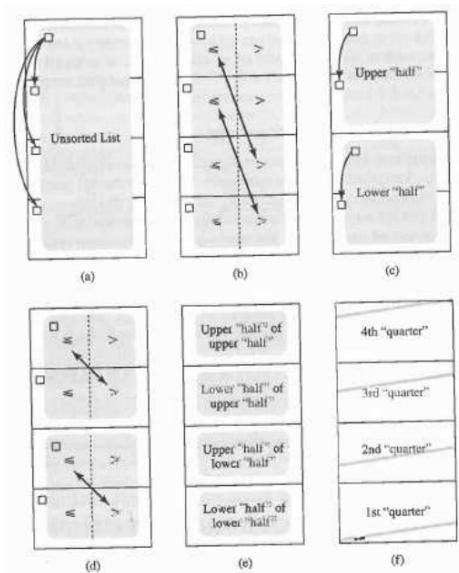 Unsorted List
(a)
≤
>
≤
>
≤
>
≤
>
(b)
Upper "half"
Lower "half"
(c)
≤
>
≤
>
≤
>
≤
>
(d)
Upper "half" of
upper "half"
Lower "half" of
upper "half"
Upper "half" of
lower "half"
Lower "half" of
lower "half"
(e)
4th "quarter"
3rd "quarter"
2nd "quarter"
1st "quarter"
(f)